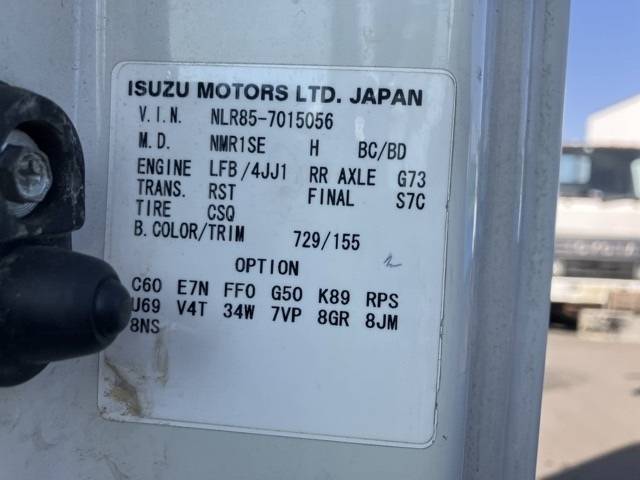 ISUZU MOTORS LTD. JAPAN
V.I.N. NLR85-7015056
M.D. NMR1SE H BC/BD
ENGINE LFB/4JJ1 RR AXLE G73
TRANS. RST FINAL S7C
TIRE CSQ
B.COLOR/TRIM 729/155
OPTION
C60 E7N FF0 G50 K89 RPS
U69 V4T 34W 7VP 8GR 8JM
8NS